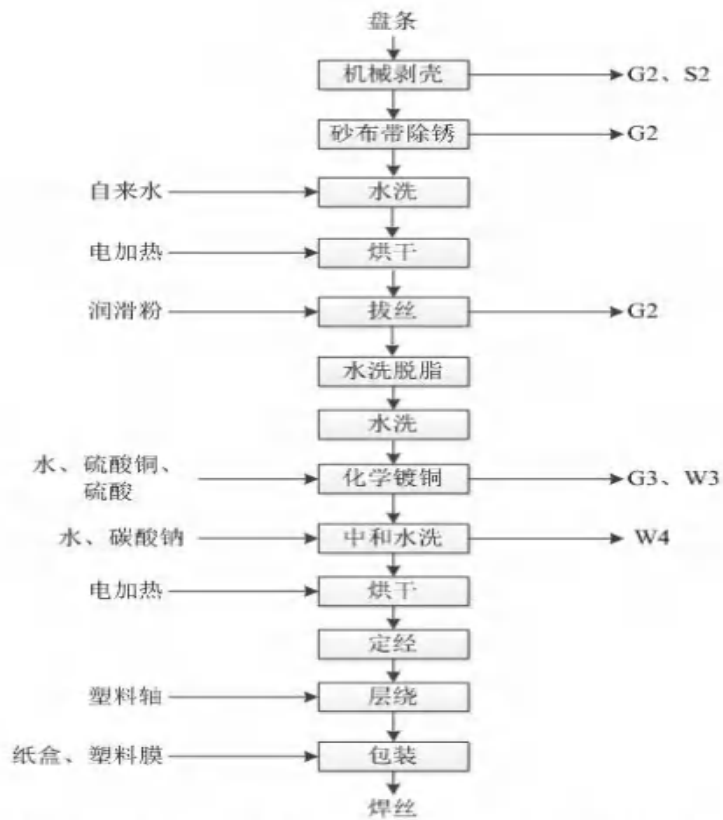 盘条
机械剥壳 G2、S2
砂布带除锈 G2
自来水 水洗
电加热 烘干
润滑粉 拔丝 G2
水洗脱脂
水洗
水、硫酸铜、
硫酸 化学镀铜 G3、W3
水、碳酸钠 中和水洗 W4
电加热 烘干
定经
塑料轴 层绕
纸盒、塑料膜 包装
焊丝